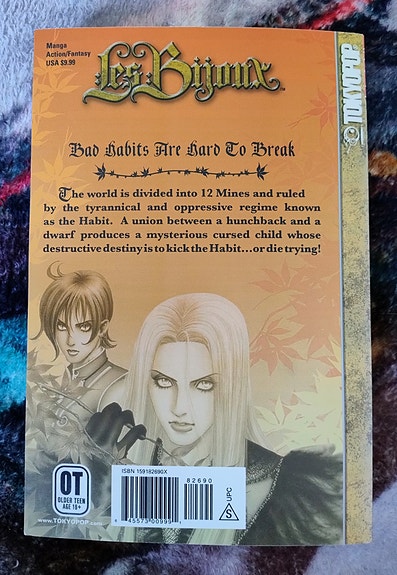 Manga
Action/Fantasy
USA $9.99
Les Bijoux
TOKYOPOP
Bad Habits Are Hard To Break
The world is divided into 12 Mines and ruled
by the tyrannical and oppressive regime known
as the Habit. A union between a hunchback and a
dwarf produces a mysterious cursed child whose
destructive destiny is to kick the Habit...or die trying!
OT
OLDER TEEN
AGE 16+
www.TOKYOPOP.com
ISBN 159182690X
82690
45573 00999
S
UPC